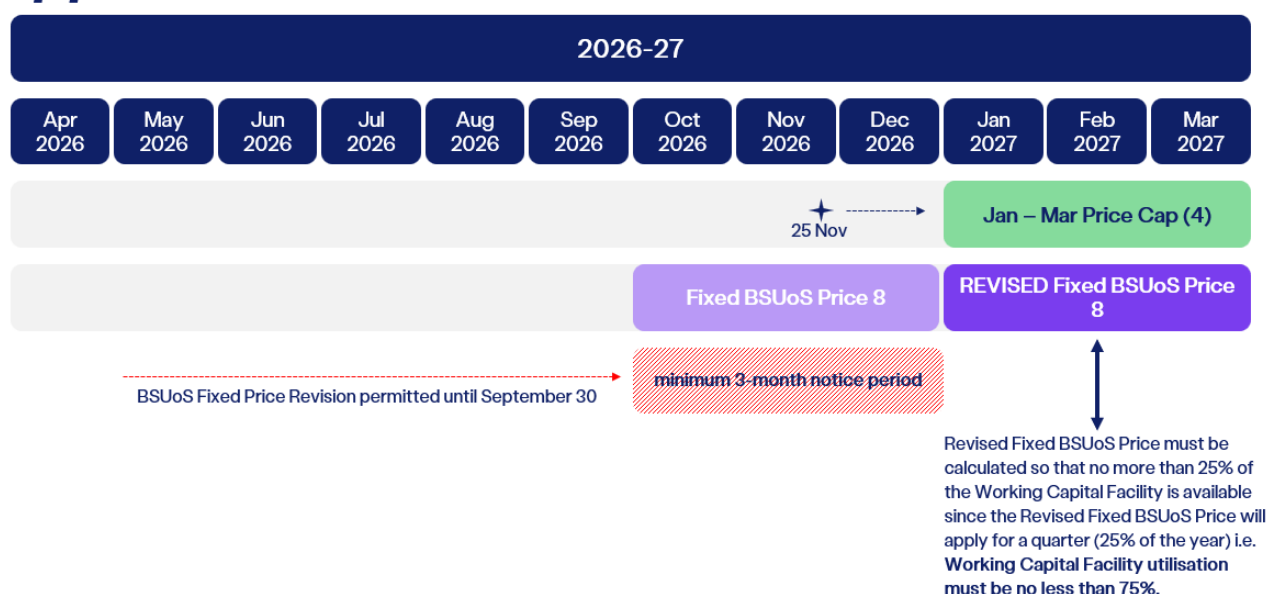 2026-27
Apr
2026
May
2026
Jun
2026
Jul
2026
Aug
2026
Sep
2026
Oct
2026
Nov
2026
Dec
2026
Jan
2027
Feb
2027
Mar
2027
25 Nov
Jan – Mar Price Cap (4)
Fixed BSUoS Price 8
REVISED Fixed BSUoS Price
8
BSUoS Fixed Price Revision permitted until September 30
minimum 3-month notice period
Revised Fixed BSUoS Price must be
calculated so that no more than 25% of
the Working Capital Facility is available
since the Revised Fixed BSUoS Price will
apply for a quarter (25% of the year) i.e.
Working Capital Facility utilisation
must be no less than 75%.